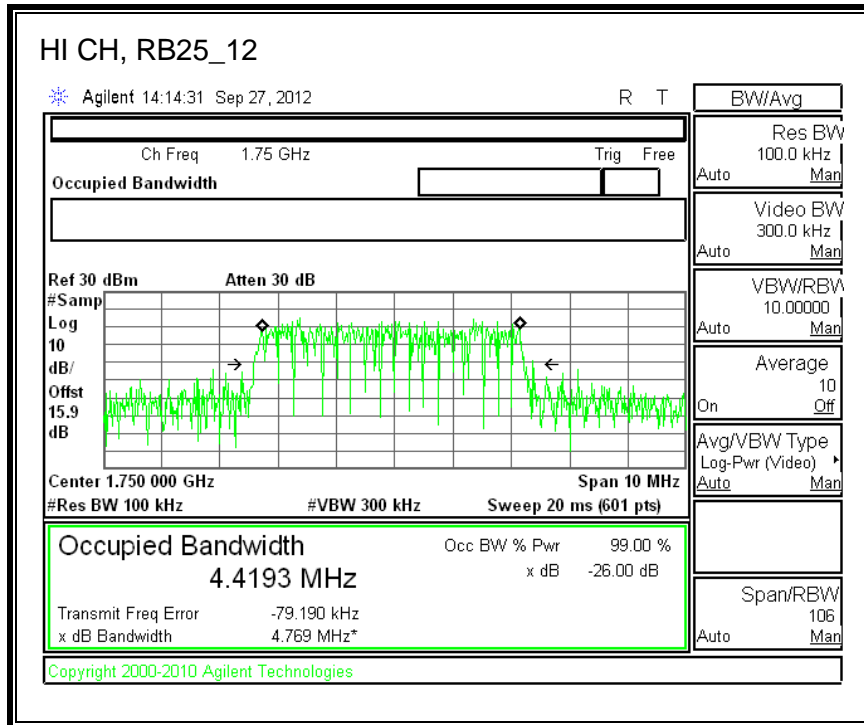 HI CH, RB25_12
Agilent 14:14:31 Sep 27, 2012 R T
Ch Freq 1.75 GHz Trig Free
Occupied Bandwidth
Ref 30 dBm Atten 30 dB
#Samp
Log
10
dB/
Offst
15.9
dB
Center 1.750 000 GHz Span 10 MHz
#Res BW 100 kHz #VBW 300 kHz Sweep 20 ms (601 pts)
Occupied Bandwidth Occ BW % Pwr 99.00 %
4.4193 MHz x dB -26.00 dB
Transmit Freq Error -79.190 kHz
x dB Bandwidth 4.769 MHz*
Copyright 2000-2010 Agilent Technologies
BW/Avg
Res BW
100.0 kHz
Auto Man
Video BW
300.0 kHz
Auto Man
VBW/RBW
10.00000
Auto Man
Average
10
On Off
Avg/VBW Type
Log-Pwr (Video)
Auto Man
Span/RBW
106
Auto Man